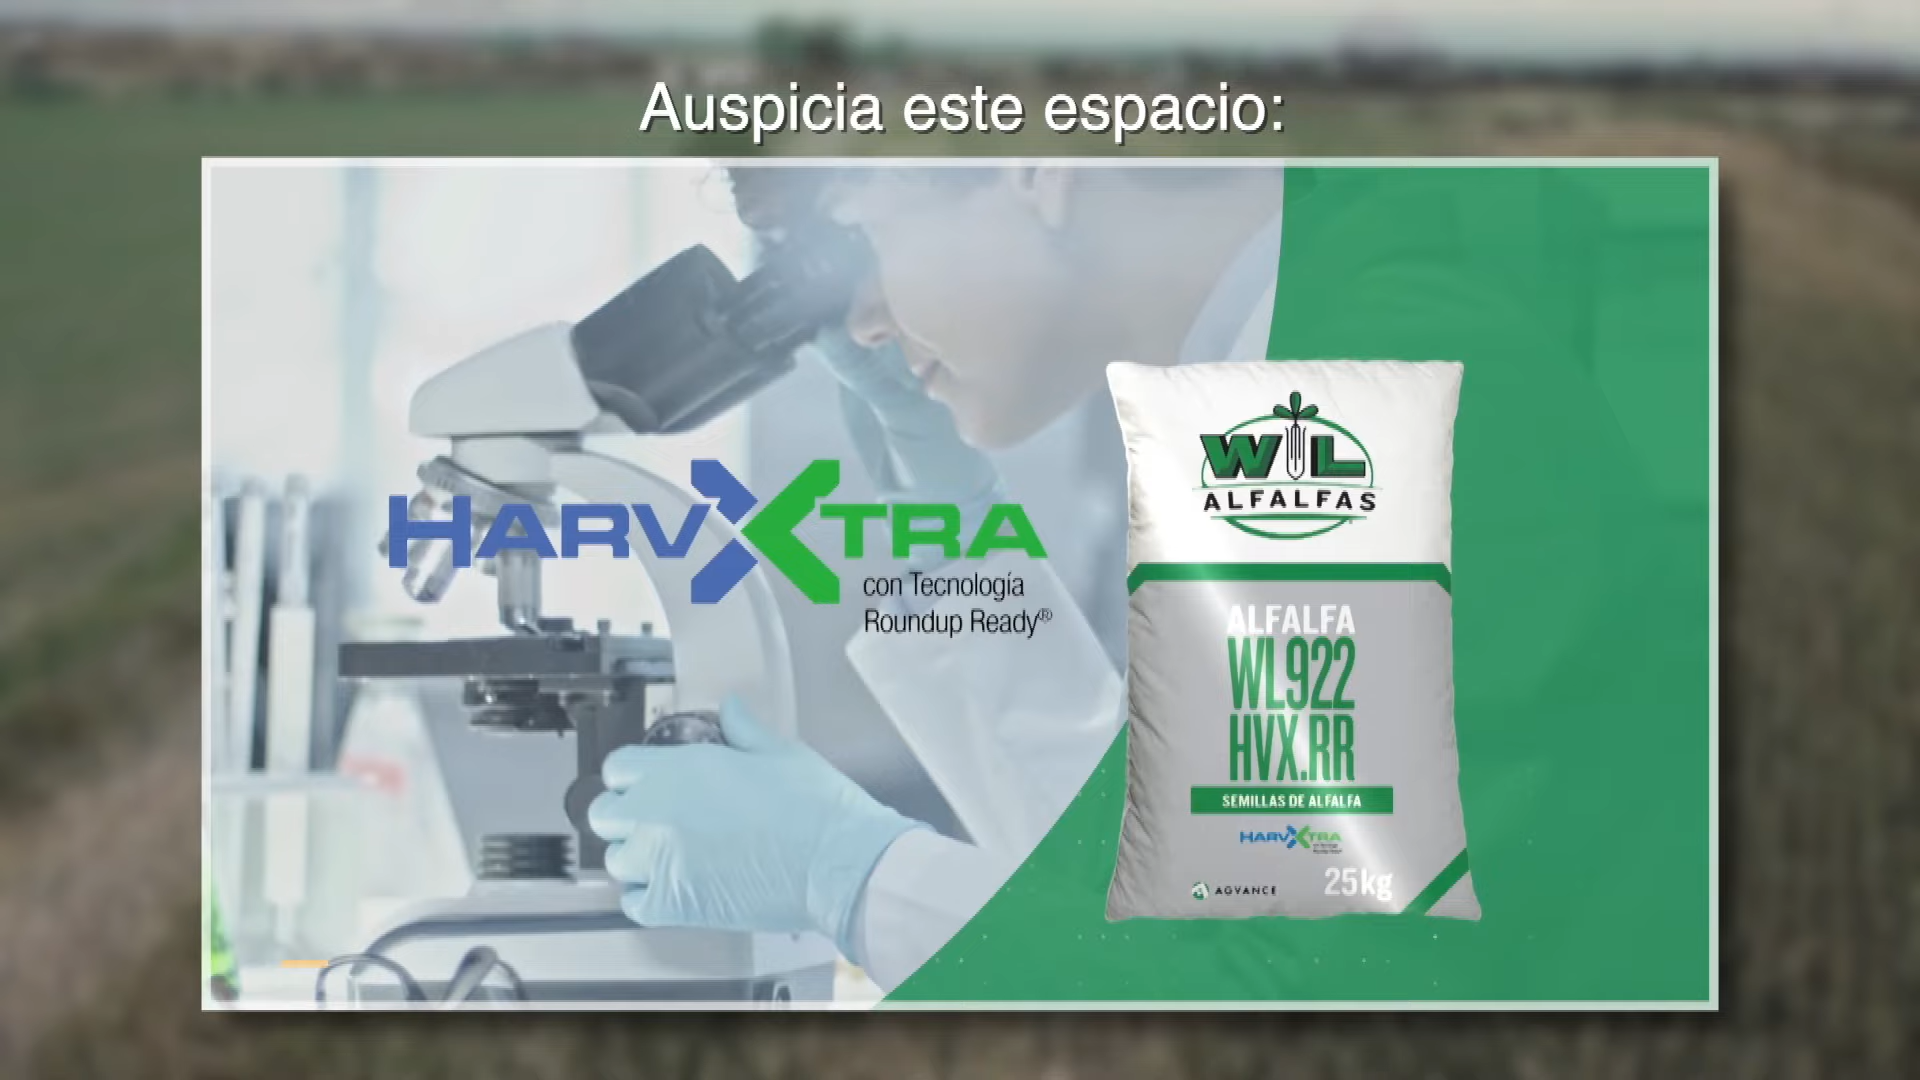 Auspicia este espacio:
HARVXTRA
con Tecnología
Roundup Ready®
WL
ALFALFAS
ALFALFA
WL922
HVX.RR
SEMILLAS DE ALFALFA
HARVXTRA
AGVANCE
25kg